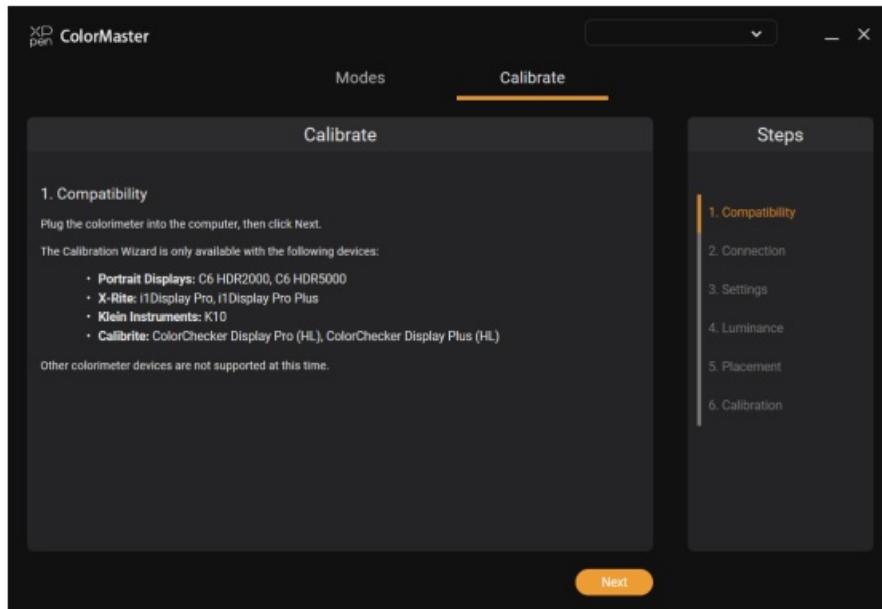 XP
pen ColorMaster
Modes
Calibrate
Calibrate
1. Compatibility
Plug the colorimeter into the computer, then click Next.
The Calibration Wizard is only available with the following devices:
• Portrait Displays: C6 HDR2000, C6 HDR5000
• X-Rite: i1Display Pro, i1Display Pro Plus
• Klein Instruments: K10
• Calibrite: ColorChecker Display Pro (HL), ColorChecker Display Plus (HL)
Other colorimeter devices are not supported at this time.
Next
Steps
1. Compatibility
2. Connection
3. Settings
4. Luminance
5. Placement
6. Calibration